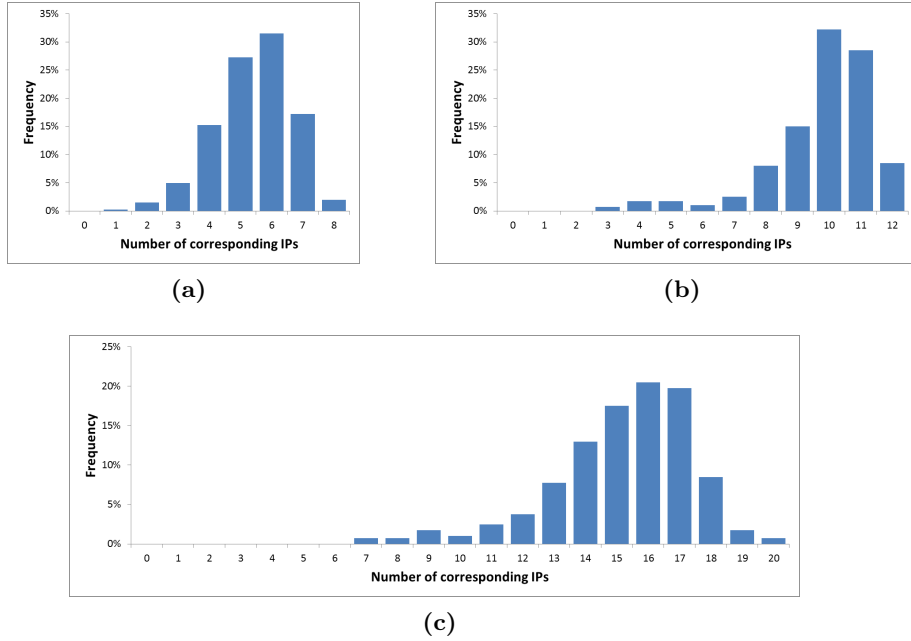 35%
30%
25%
20%
15%
10%
5%
0%
Frequency
0 1 2 3 4 5 6 7 8
Number of corresponding IPs
(a)
35%
30%
25%
20%
15%
10%
5%
0%
Frequency
0 1 2 3 4 5 6 7 8 9 10 11 12
Number of corresponding IPs
(b)
25%
20%
15%
10%
5%
0%
Frequency
0 1 2 3 4 5 6 7 8 9 10 11 12 13 14 15 16 17 18 19 20
Number of corresponding IPs
(c)